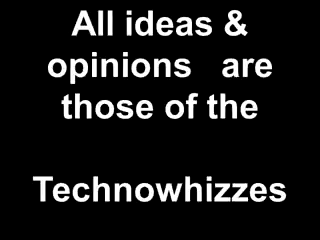 All ideas &
opinions are
those of the
Technowhizzes